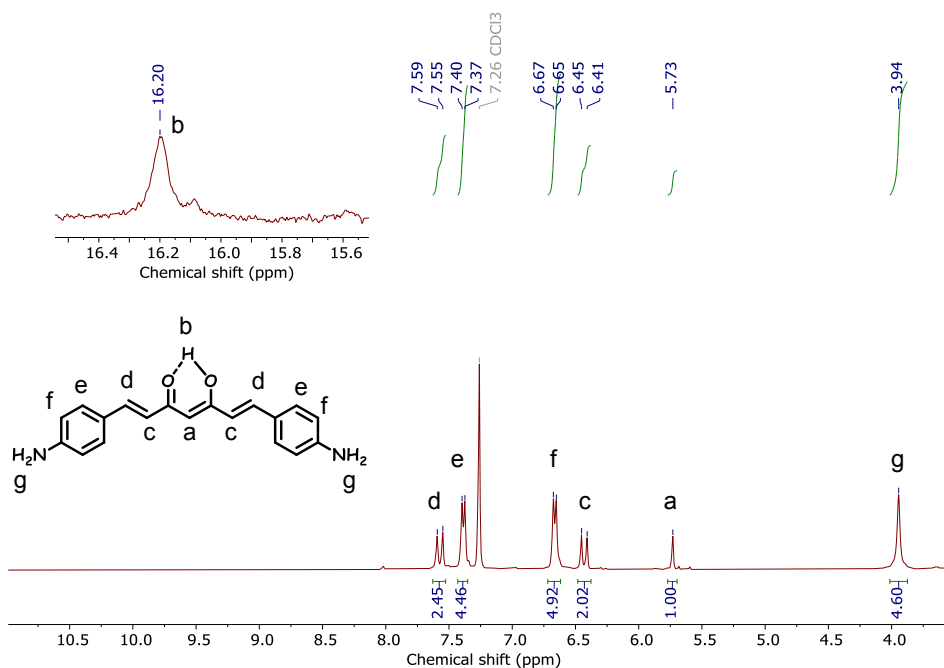 16.20
b
7.59
7.55
7.40
7.37
7.26 CDCl3
6.67
6.65
6.45
6.41
5.73
3.94
16.4 16.2 16.0 15.8 15.6
Chemical shift (ppm)
b
H
O O
d d
e e
f f
c a c
H2N NH2
g g
d
e
f
c
a
g
2.45
4.46
4.92
2.02
1.00
4.60
10.5 10.0 9.5 9.0 8.5 8.0 7.5 7.0 6.5 6.0 5.5 5.0 4.5 4.0
Chemical shift (ppm)